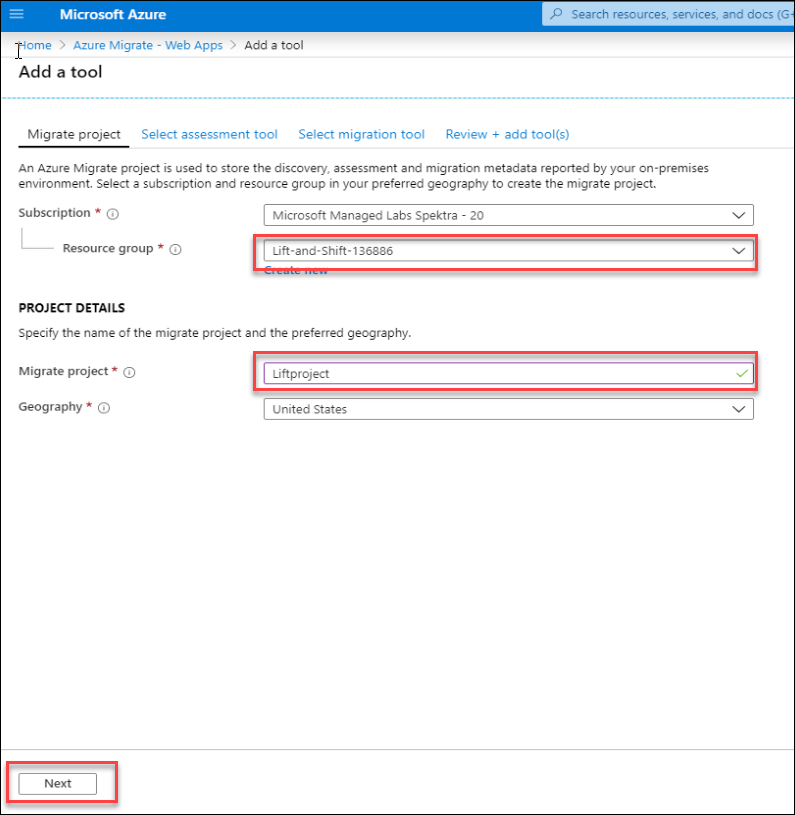 Microsoft Azure
Search resources, services, and docs (G+
Home > Azure Migrate - Web Apps > Add a tool
Add a tool
Migrate project Select assessment tool Select migration tool Review + add tool(s)
An Azure Migrate project is used to store the discovery, assessment and migration metadata reported by your on-premises
environment. Select a subscription and resource group in your preferred geography to create the migrate project.
Subscription *
Microsoft Managed Labs Spektra - 20
Resource group *
Lift-and-Shift-136886
Create new
PROJECT DETAILS
Specify the name of the migrate project and the preferred geography.
Migrate project *
Liftproject
Geography *
United States
Next